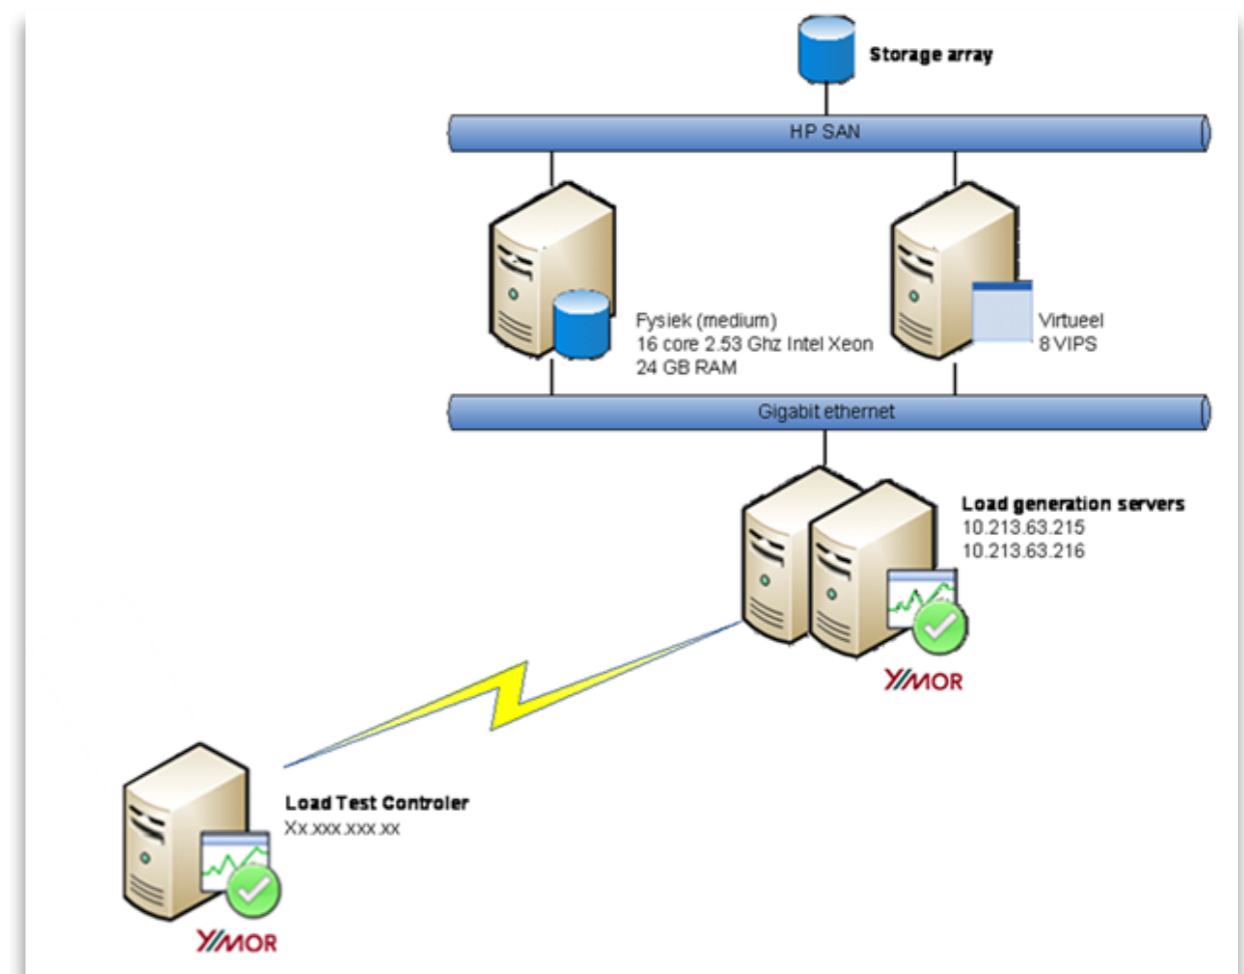 Storage array
HP SAN
Fysiek (medium)
16 core 2.53 Ghz Intel Xeon
24 GB RAM
Virtueel
8 VIPS
Gigabit ethernet
Load generation servers
10.213.63.215
10.213.63.216
YMOR
Load Test Controler
Xx.xxx.xxx.xx
YMOR